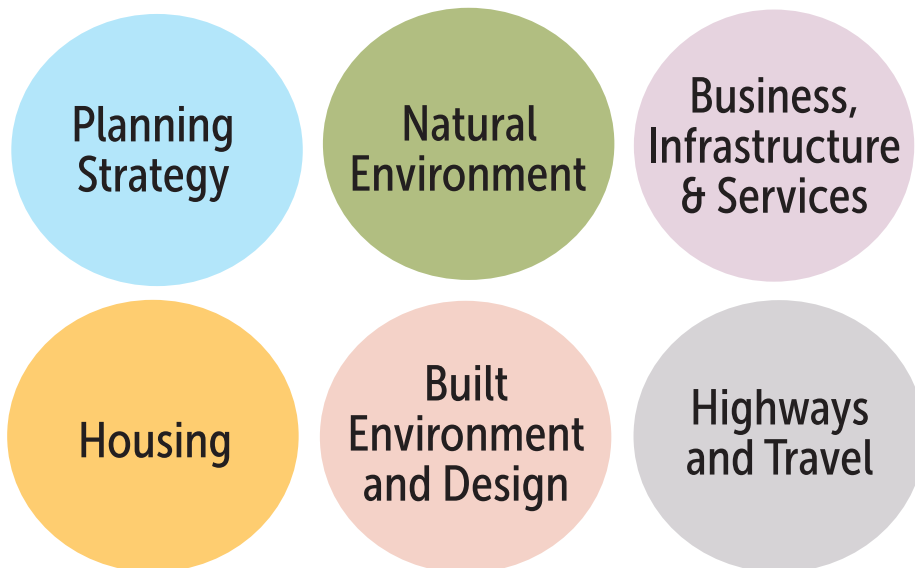 Planning
Strategy
Natural
Environment
Business,
Infrastructure
& Services
Housing
Built
Environment
and Design
Highways
and Travel